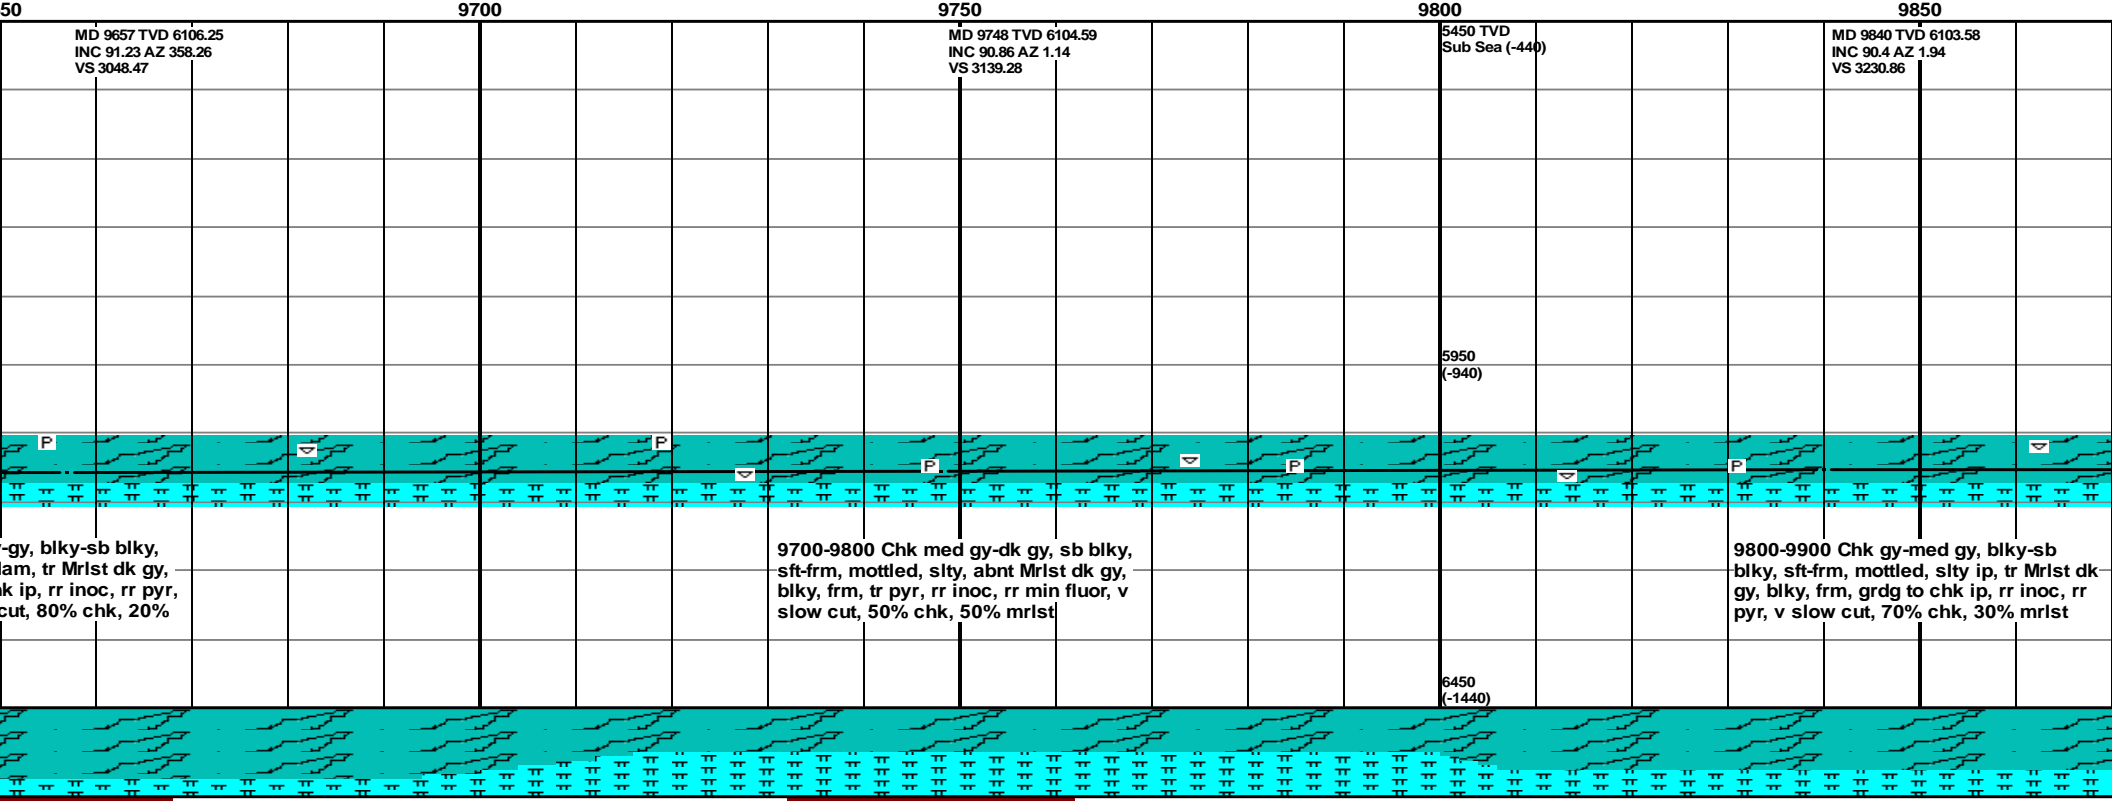 50 9700 9750 9800 9850
MD 9657 TVD 6106.25
INC 91.23 AZ 358.26
VS 3048.47
MD 9748 TVD 6104.59
INC 90.86 AZ 1.14
VS 3139.28
5450 TVD
Sub Sea (-440)
MD 9840 TVD 6103.58
INC 90.4 AZ 1.94
VS 3230.86
5950
(-940)
P
P
P
P
P
-gy, blky-sb blky,
lam, tr Mrlst dk gy,
k ip, rr inoc, rr pyr,
cut, 80% chk, 20%
9700-9800 Chk med gy-dk gy, sb blky,
sft-frm, mottled, slty, abnt Mrlst dk gy,
blky, frm, tr pyr, rr inoc, rr min fluor, v
slow cut, 50% chk, 50% mrlst
9800-9900 Chk gy-med gy, blky-sb
blky, sft-frm, mottled, slty ip, tr Mrlst dk
gy, blky, frm, grdg to chk ip, rr inoc, rr
pyr, v slow cut, 70% chk, 30% mrlst
6450
(-1440)